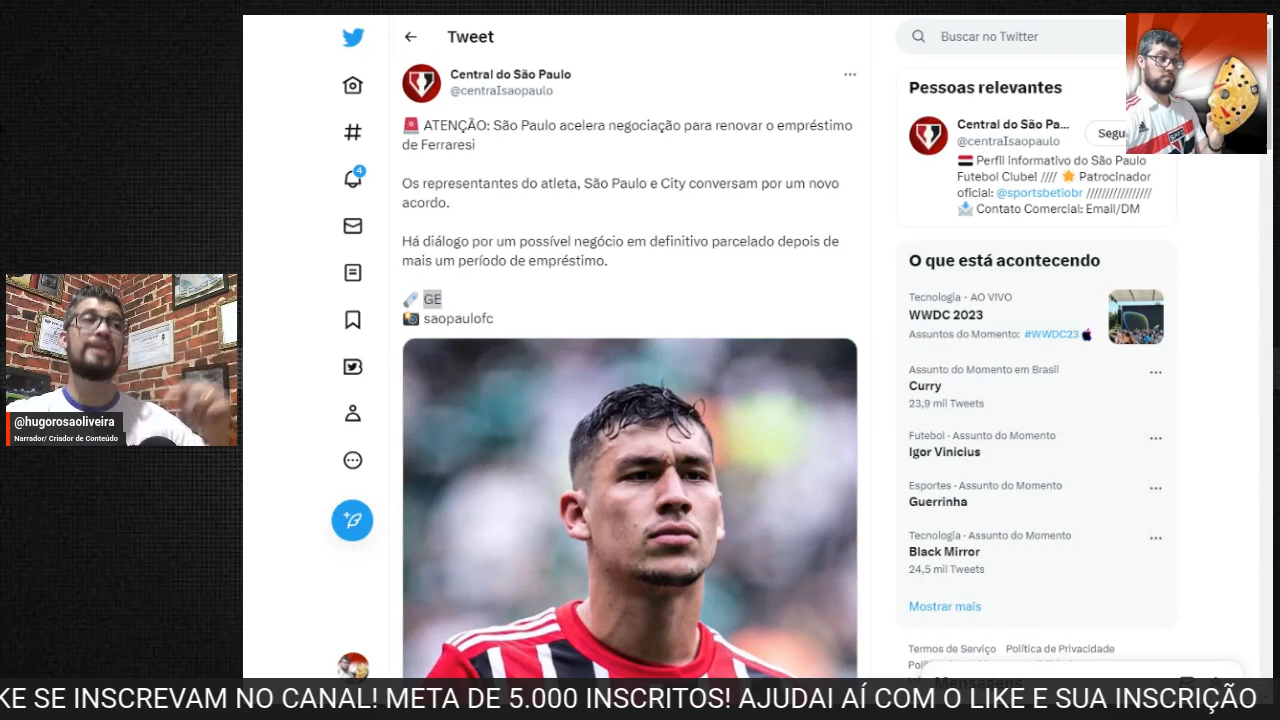 Tweet
Central do São Paulo
@centraIsaopaulo
🚨 ATENÇÃO: São Paulo acelera negociação para renovar o empréstimo
de Ferraresi
Os representantes do atleta, São Paulo e City conversam por um novo
acordo.
Há diálogo por um possível negócio em definitivo parcelado depois de
mais um período de empréstimo.
🗞️ GE
📸 saopaulofc
4
Buscar no Twitter
Pessoas relevantes
Central do São Pa...
@centraIsaopaulo
Segu
🇾🇪 Perfil informativo do São Paulo
Futebol Clube! //// ⭐ Patrocinador
oficial: @sportsbetiobr /////////////////
📩 Contato Comercial: Email/DM
O que está acontecendo
Tecnologia · AO VIVO
WWDC 2023
Assuntos do Momento: #WWDC23
Assunto do Momento em Brasil
Curry
23,9 mil Tweets
Futebol · Assunto do Momento
Igor Vinicius
Esportes · Assunto do Momento
Guerrinha
Tecnologia · Assunto do Momento
Black Mirror
24,5 mil Tweets
Mostrar mais
Termos de Serviço Política de Privacidade
Mensagens
@hugorosaoliveira
Narrador/ Criador de Conteúdo
KE SE INSCREVAM NO CANAL! META DE 5.000 INSCRITOS! AJUDAI AÍ COM O LIKE E SUA INSCRIÇÃO